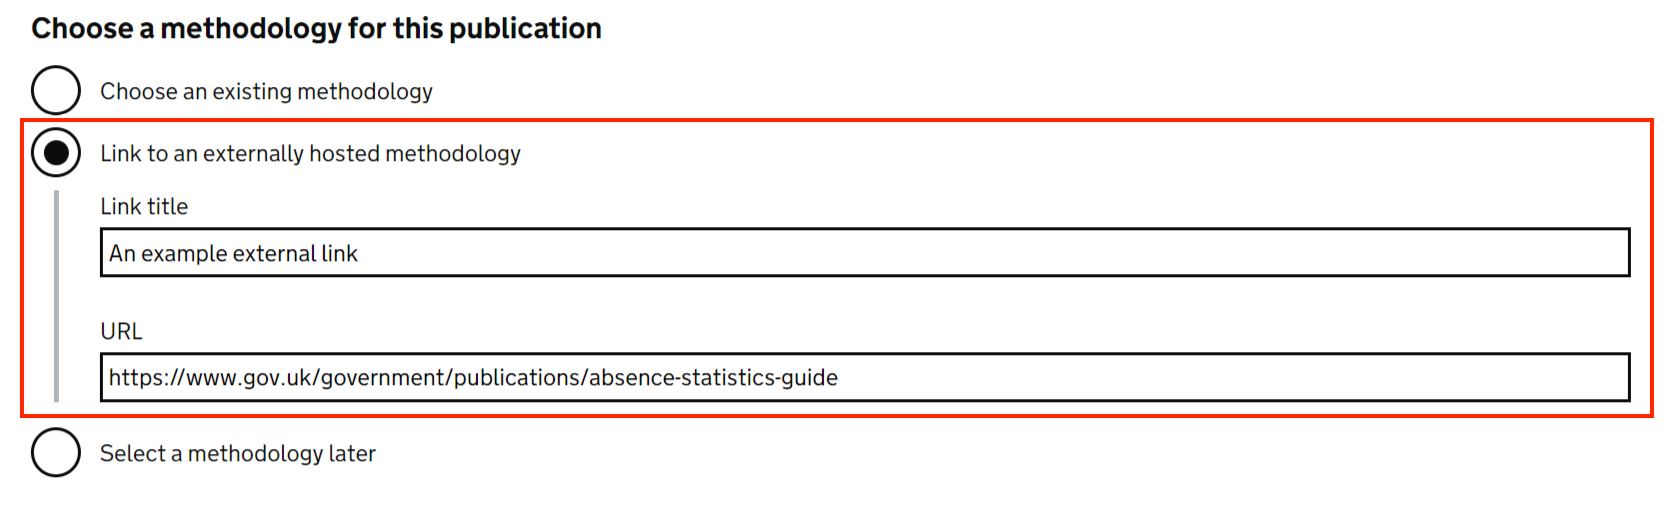 Choose a methodology for this publication
Choose an existing methodology
Link to an externally hosted methodology
Link title
An example external link
URL
https://www.gov.uk/government/publications/absence-statistics-guide
Select a methodology later